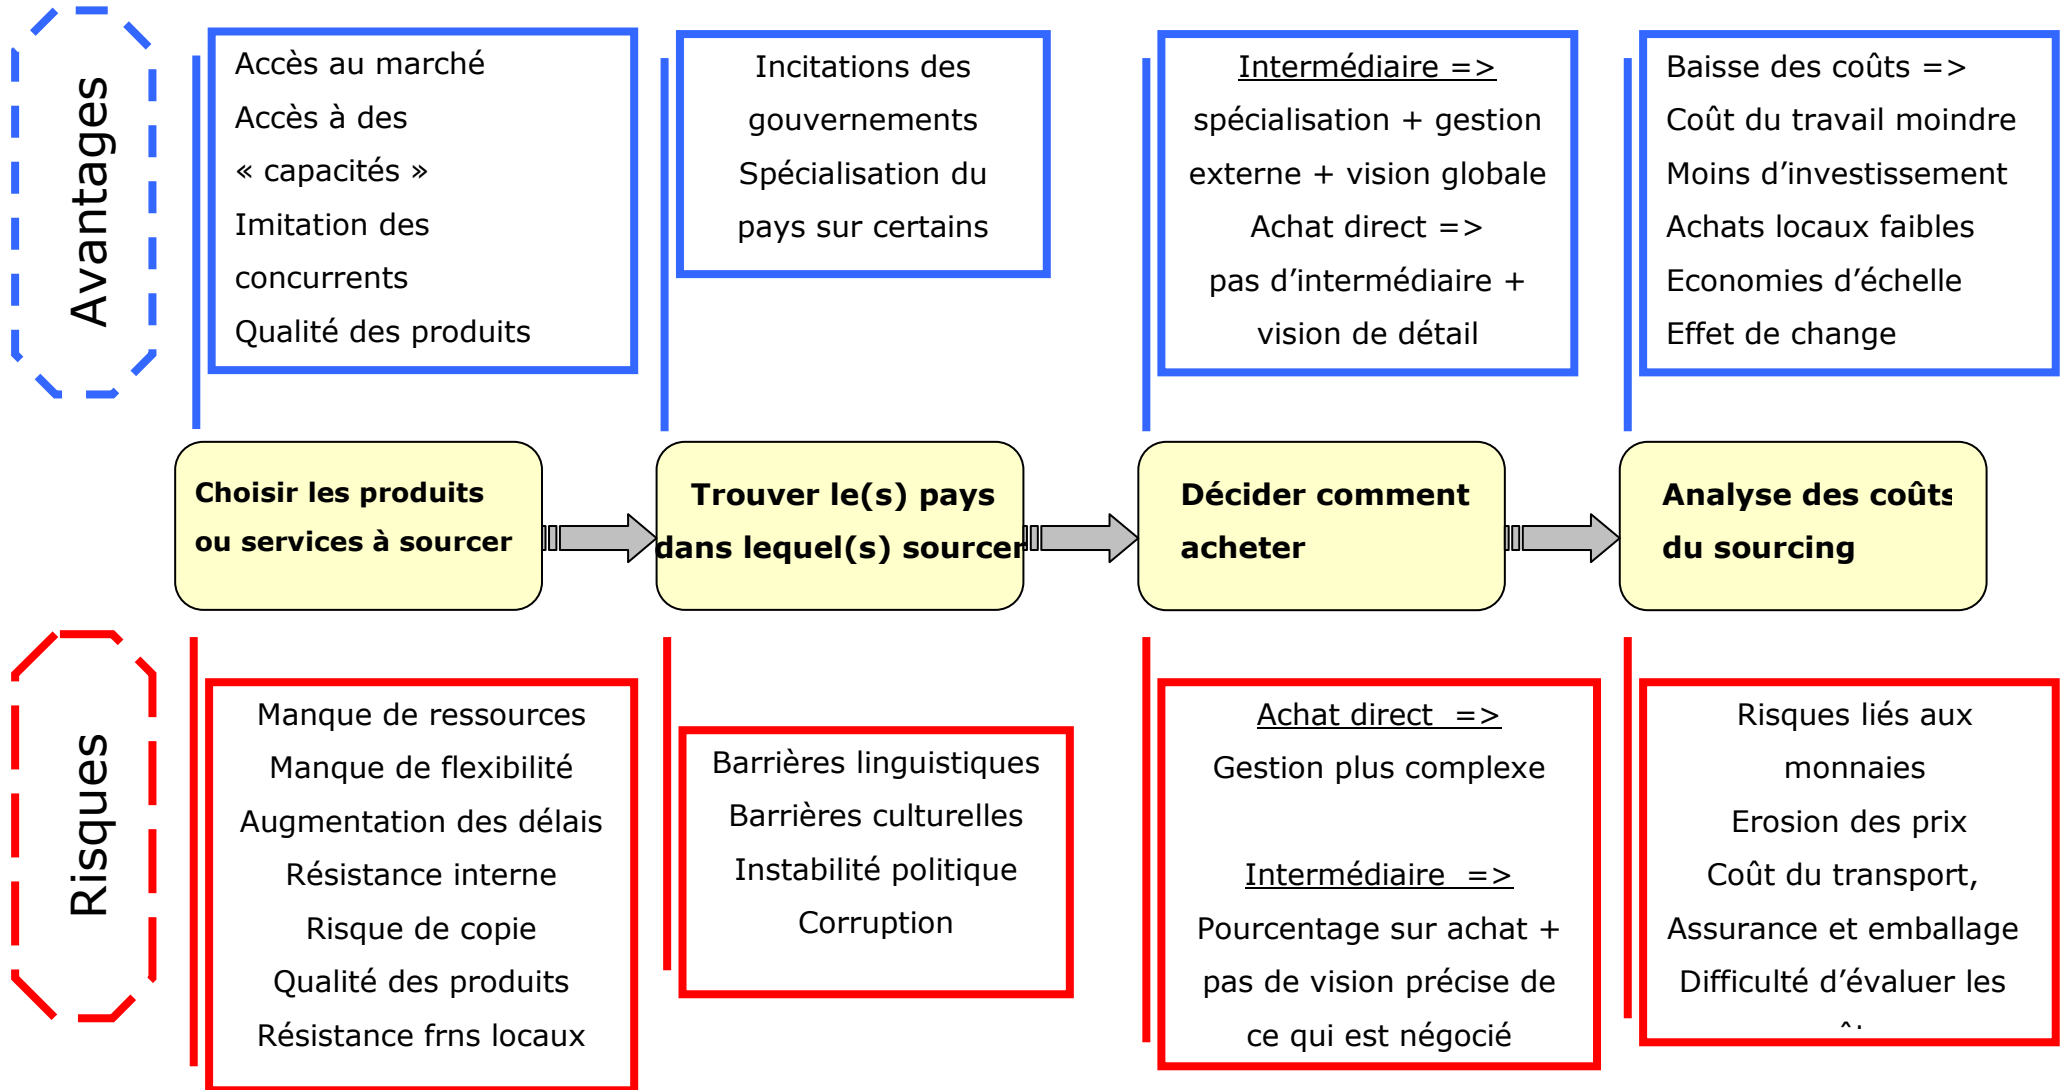 Avantages
Accès au marché
Accès à des
« capacités »
Imitation des
concurrents
Qualité des produits
Incitations des
gouvernements
Spécialisation du
pays sur certains
Intermédiaire =>
spécialisation + gestion
externe + vision globale
Achat direct =>
pas d’intermédiaire +
vision de détail
Baisse des coûts =>
Coût du travail moindre
Moins d’investissement
Achats locaux faibles
Economies d’échelle
Effet de change
Choisir les produits
ou services à sourcer
Trouver le(s) pays
dans lequel(s) sourcer
Décider comment
acheter
Analyse des coûts
du sourcing
Risques
Manque de ressources
Manque de flexibilité
Augmentation des délais
Résistance interne
Risque de copie
Qualité des produits
Résistance frns locaux
Barrières linguistiques
Barrières culturelles
Instabilité politique
Corruption
Achat direct =>
Gestion plus complexe
Intermédiaire =>
Pourcentage sur achat +
pas de vision précise de
ce qui est négocié
Risques liés aux
monnaies
Erosion des prix
Coût du transport,
Assurance et emballage
Difficulté d’évaluer les